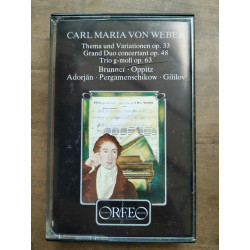 CARL MARIA VON WEBER
Thema und Variationen op. 33
Grand Duo concertant op. 48
Trio g-moll op. 63
Brunner · Oppitz
Adorján · Pergamenschikow · Gililov
ORFEO